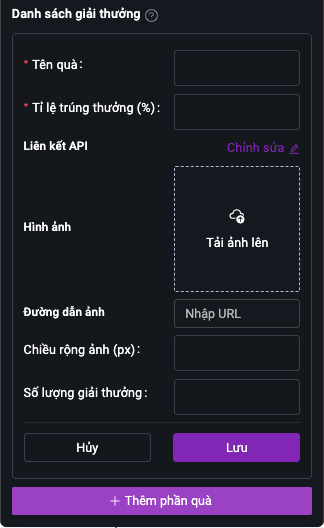 Danh sách giải thưởng
* Tên quà:
* Tỉ lệ trúng thưởng (%):
Liên kết API Chỉnh sửa
Hình ảnh
Tải ảnh lên
Đường dẫn ảnh Nhập URL
Chiều rộng ảnh (px):
Số lượng giải thưởng:
Hủy Lưu
+ Thêm phần quà